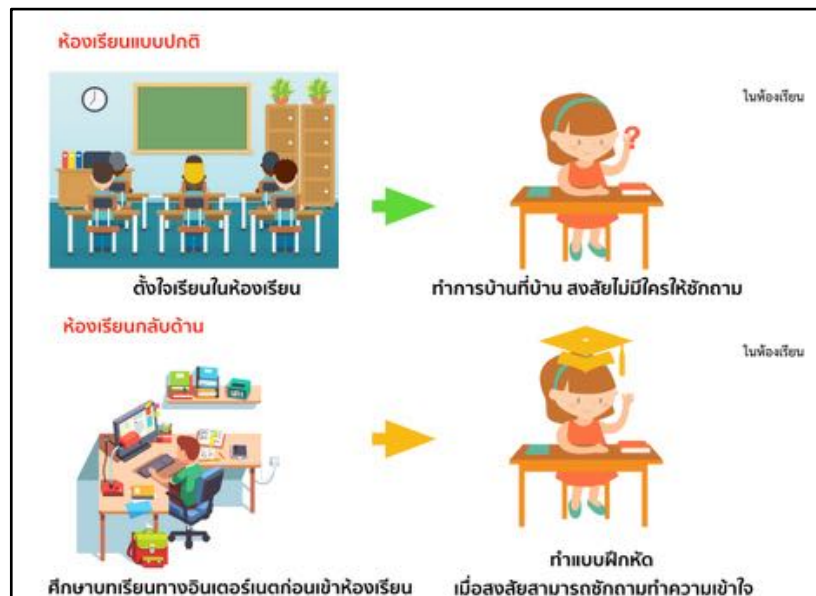 ห้องเรียนแบบปกติ
ในห้องเรียน
ตั้งใจเรียนในห้องเรียน
ทำการบ้านที่บ้าน สงสัยไม่มีใครให้ซักถาม
ห้องเรียนกลับด้าน
ในห้องเรียน
ศึกษาบทเรียนทางอินเตอร์เนตก่อนเข้าห้องเรียน
ทำแบบฝึกหัด
เมื่อสงสัยสามารถซักถามทำความเข้าใจ